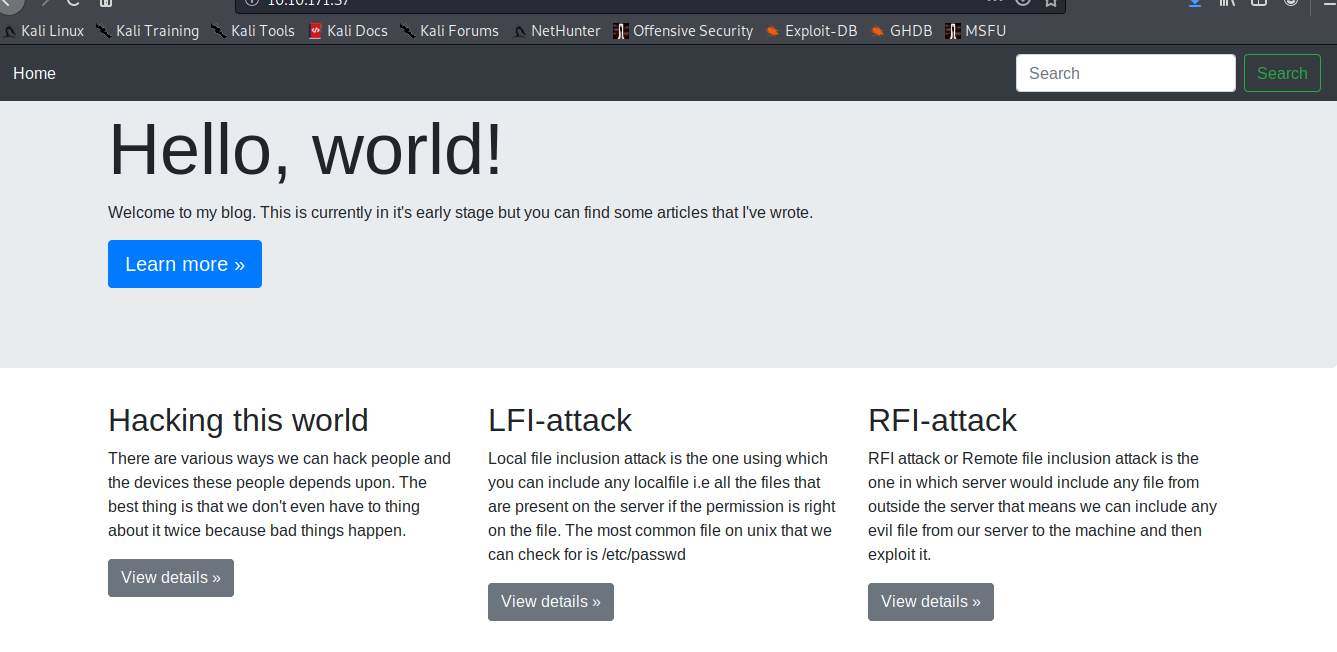 10.10.171.37
Kali Linux Kali Training Kali Tools Kali Docs Kali Forums NetHunter Offensive Security Exploit-DB GHDB MSFU
Home Search Search
Hello, world!
Welcome to my blog. This is currently in it's early stage but you can find some articles that I've wrote.
Learn more »
Hacking this world
There are various ways we can hack people and
the devices these people depends upon. The
best thing is that we don't even have to thing
about it twice because bad things happen.
View details »
LFI-attack
Local file inclusion attack is the one using which
you can include any localfile i.e all the files that
are present on the server if the permission is right
on the file. The most common file on unix that we
can check for is /etc/passwd
View details »
RFI-attack
RFI attack or Remote file inclusion attack is the
one in which server would include any file from
outside the server that means we can include any
evil file from our server to the machine and then
exploit it.
View details »